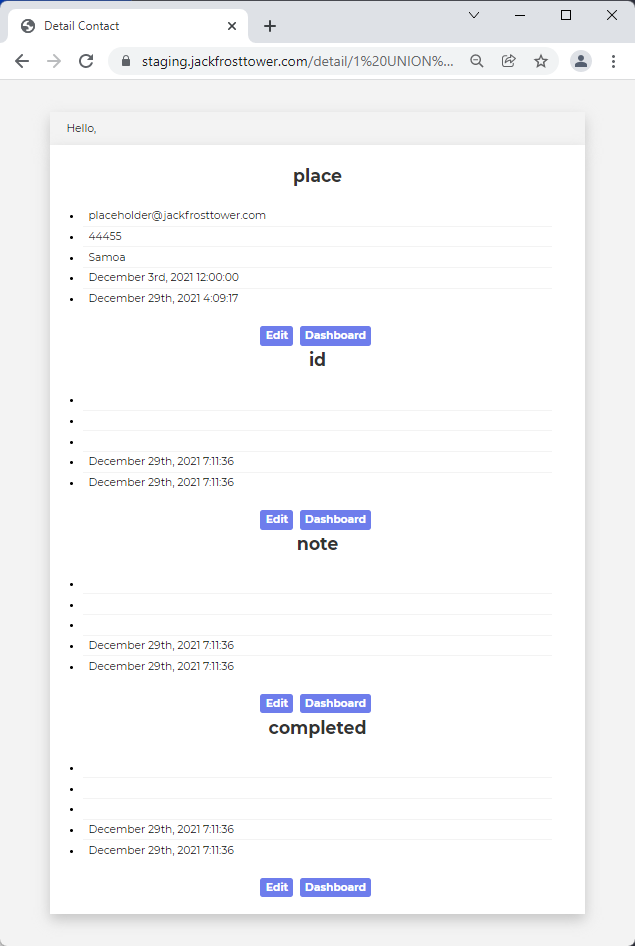 Detail Contact
staging.jackfrosttower.com/detail/1%20UNION%...
Hello,
place
placeholder@jackfrosttower.com
44455
Samoa
December 3rd, 2021 12:00:00
December 29th, 2021 4:09:17
Edit Dashboard
id
December 29th, 2021 7:11:36
December 29th, 2021 7:11:36
Edit Dashboard
note
December 29th, 2021 7:11:36
December 29th, 2021 7:11:36
Edit Dashboard
completed
December 29th, 2021 7:11:36
December 29th, 2021 7:11:36
Edit Dashboard